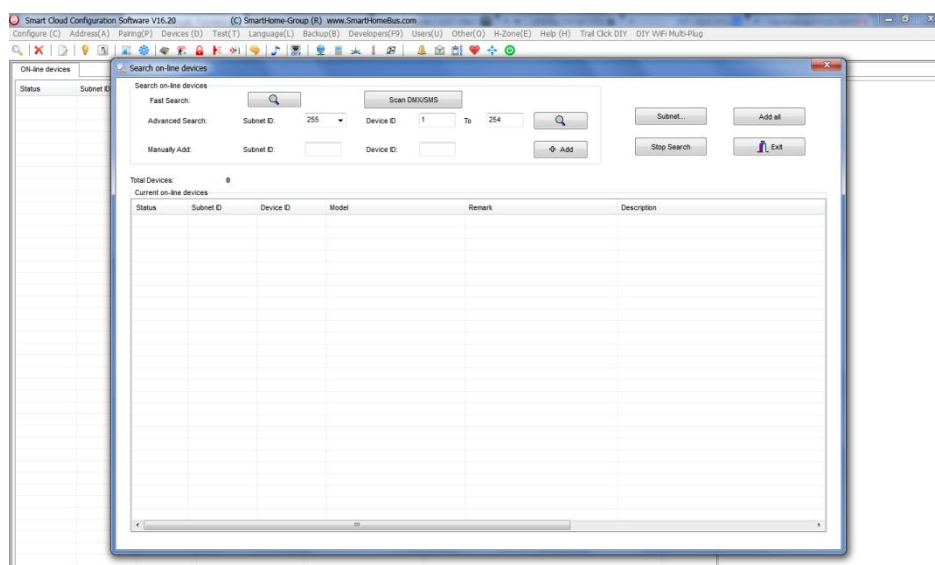 Smart Cloud Configuration Software V16.20 (C) SmartHome-Group (R) www.SmartHomeBus.com
Configure (C) Address(A) Pairing(P) Devices (D) Test(T) Language(L) Backup(B) Developers(F9) Users(U) Other(O) H-Zone(E) Help (H) Trail Click DIY DIY WiFi Multi-Plug
ON-line devices
Search on-line devices
Status Subnet ID
Search on-line devices
Fast Search: Scan DMX/SMS
Advanced Search: Subnet ID: 255 Device ID 1 To 254 Subnet... Add all
Manually Add: Subnet ID: Device ID: Add Stop Search Exit
Total Devices: 0
Current on-line devices
Status Subnet ID Device ID Model Remark Description